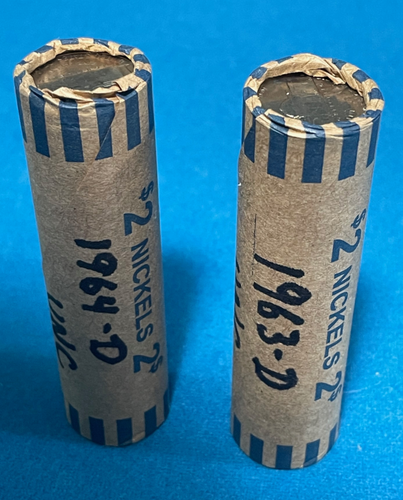 $2 NICKELS 2$
1964-D
UNC
$2 NICKELS 2$
1963-D